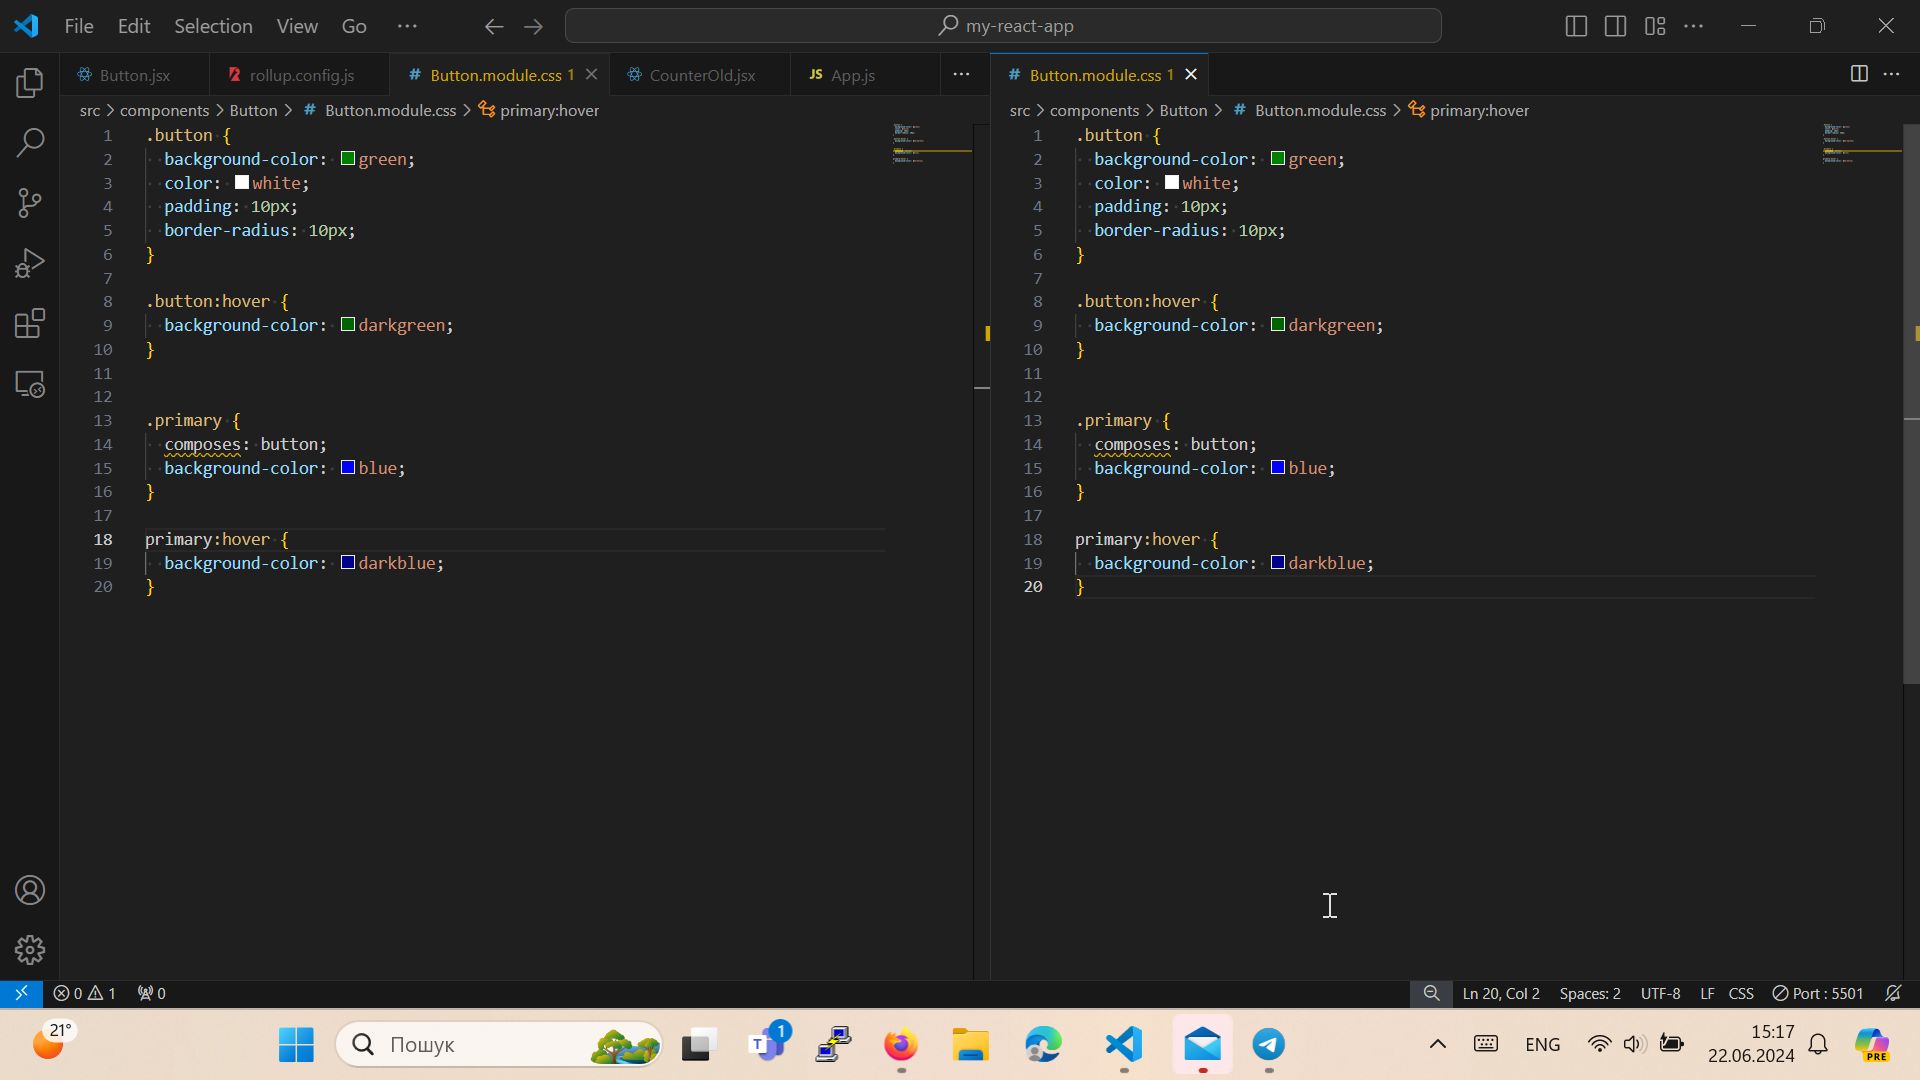 File Edit Selection View Go ··· my-react-app
Button.jsx rollup.config.js # Button.module.css 1 CounterOld.jsx JS App.js ···
# Button.module.css 1
src > components > Button > # Button.module.css > primary:hover
1 .button {
2 background-color: green;
3 color: white;
4 padding: 10px;
5 border-radius: 10px;
6 }
7
8 .button:hover {
9 background-color: darkgreen;
10 }
11
12
13 .primary {
14 composes: button;
15 background-color: blue;
16 }
17
18 primary:hover {
19 background-color: darkblue;
20 }
src > components > Button > # Button.module.css > primary:hover
1 .button {
2 background-color: green;
3 color: white;
4 padding: 10px;
5 border-radius: 10px;
6 }
7
8 .button:hover {
9 background-color: darkgreen;
10 }
11
12
13 .primary {
14 composes: button;
15 background-color: blue;
16 }
17
18 primary:hover {
19 background-color: darkblue;
20 }
0 1 0 Ln 20, Col 2 Spaces: 2 UTF-8 LF CSS Port : 5501
21° Пошук T 1 ENG 15:17
22.06.2024 PRE